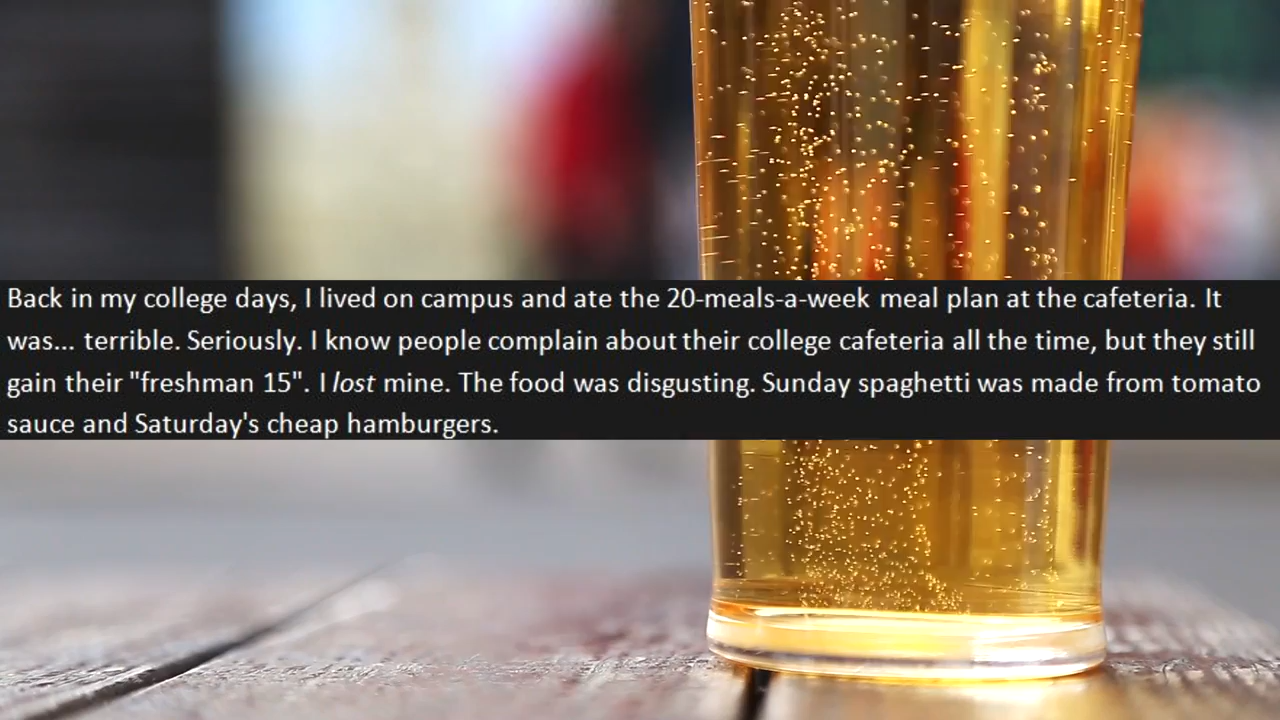 Back in my college days, I lived on campus and ate the 20-meals-a-week meal plan at the cafeteria. It
was... terrible. Seriously. I know people complain about their college cafeteria all the time, but they still
gain their "freshman 15". I lost mine. The food was disgusting. Sunday spaghetti was made from tomato
sauce and Saturday's cheap hamburgers.